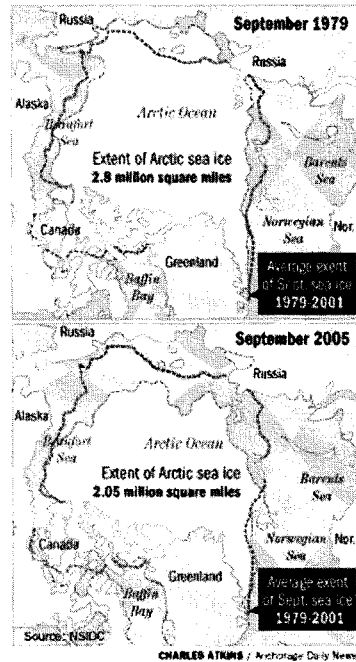 September 1979
Russia
Russia
Alaska
Arctic Ocean
Beaufort
Sea
Extent of Arctic sea ice
2.8 million square miles
Barents
Sea
Canada
Greenland
Norwegian
Sea
Nor.
Baffin
Bay
Average extent
of Sept. sea ice
1979-2001
September 2005
Russia
Russia
Alaska
Arctic Ocean
Beaufort
Sea
Extent of Arctic sea ice
2.05 million square miles
Barents
Sea
Canada
Greenland
Norwegian
Sea
Nor.
Baffin
Bay
Average extent
of Sept. sea ice
1979-2001
Source: NSIDC
CHARLES ATKINS / Anchorage Daily News